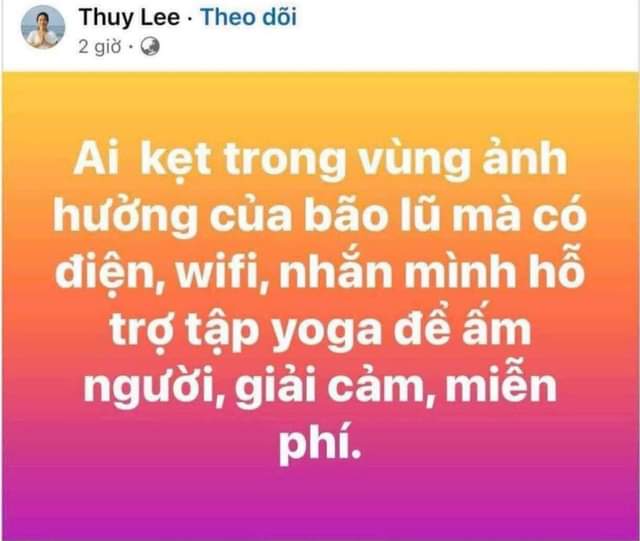 Thuy Lee · Theo dõi
2 giờ ·
Ai kẹt trong vùng ảnh
hưởng của bão lũ mà có
điện, wifi, nhắn mình hỗ
trợ tập yoga để ấm
người, giải cảm, miễn
phí.